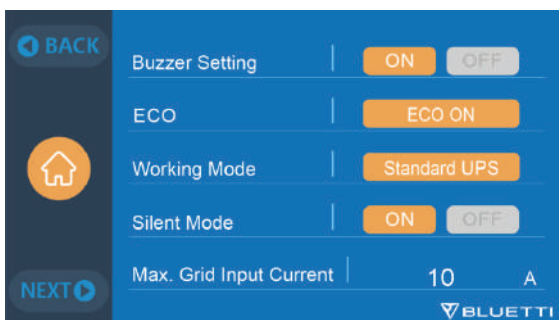 BACK
Buzzer Setting ON OFF
ECO ECO ON
Working Mode Standard UPS
Silent Mode ON OFF
Max. Grid Input Current 10 A
NEXT
BLUETTI